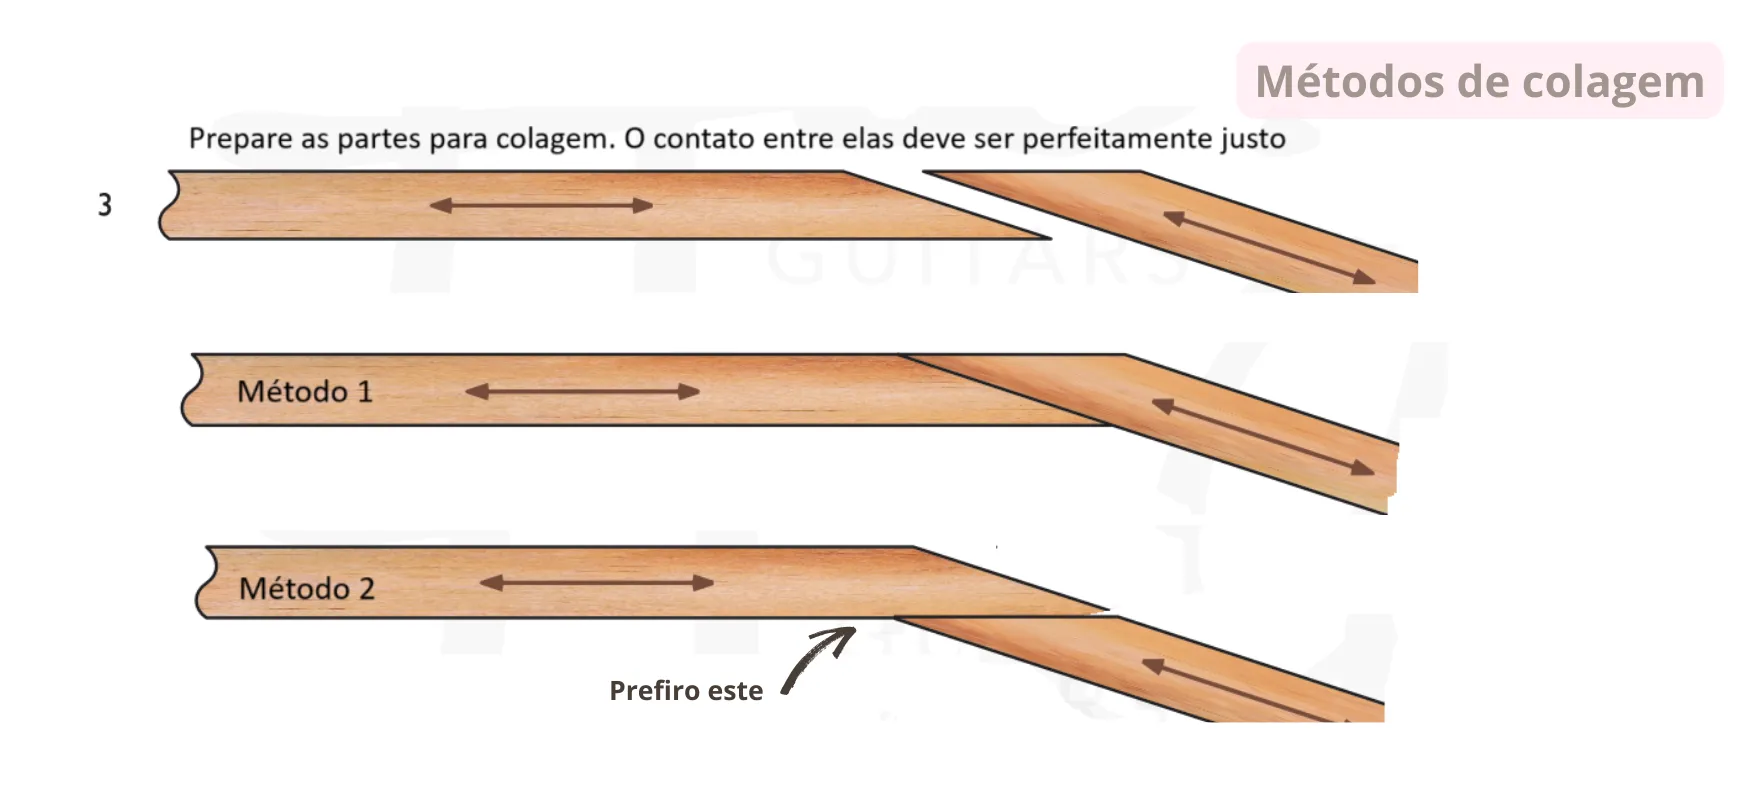 Métodos de colagem
Prepare as partes para colagem. O contato entre elas deve ser perfeitamente justo
3
GUITARS
Método 1
Método 2
Prefiro este